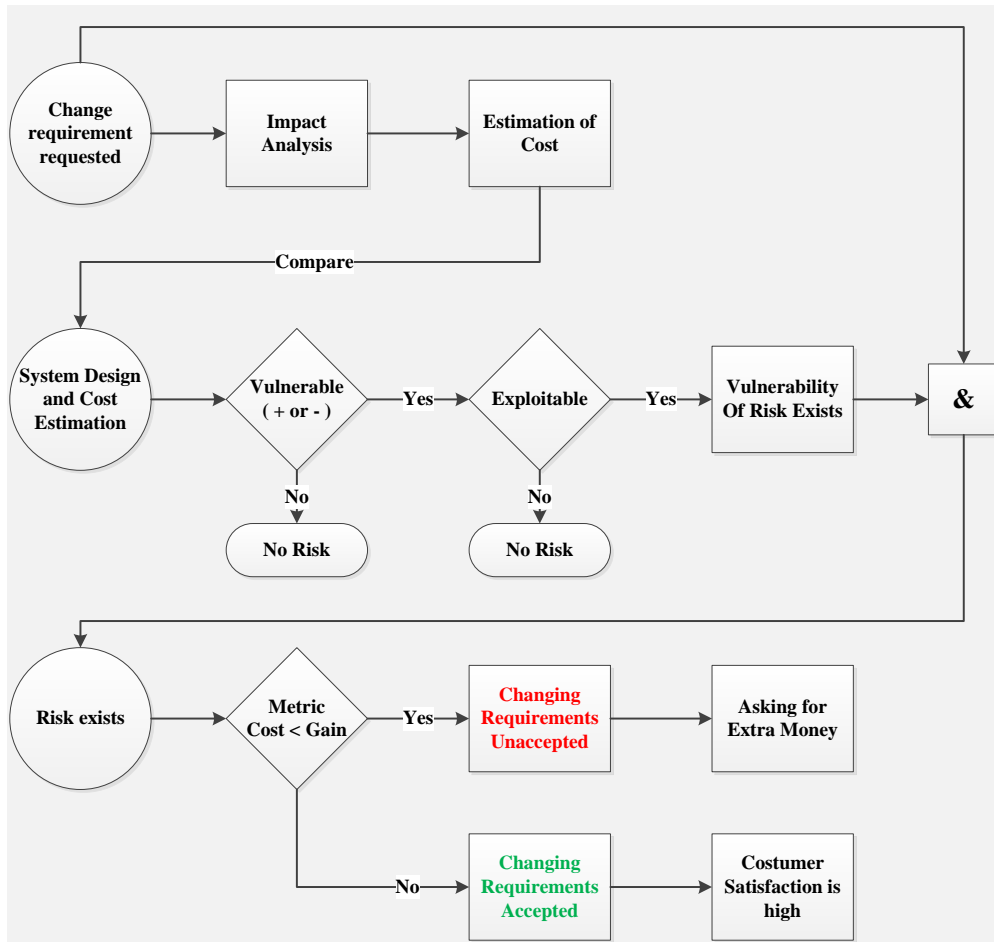 Change
requirement
requested
Impact
Analysis
Estimation of
Cost
Compare
System Design
and Cost
Estimation
Vulnerable
( + or - )
Yes
Exploitable
Yes
Vulnerability
Of Risk Exists
&
No
No
No Risk
No Risk
Risk exists
Metric
Cost < Gain
Yes
Changing
Requirements
Unaccepted
Asking for
Extra Money
No
Changing
Requirements
Accepted
Costumer
Satisfaction is
high